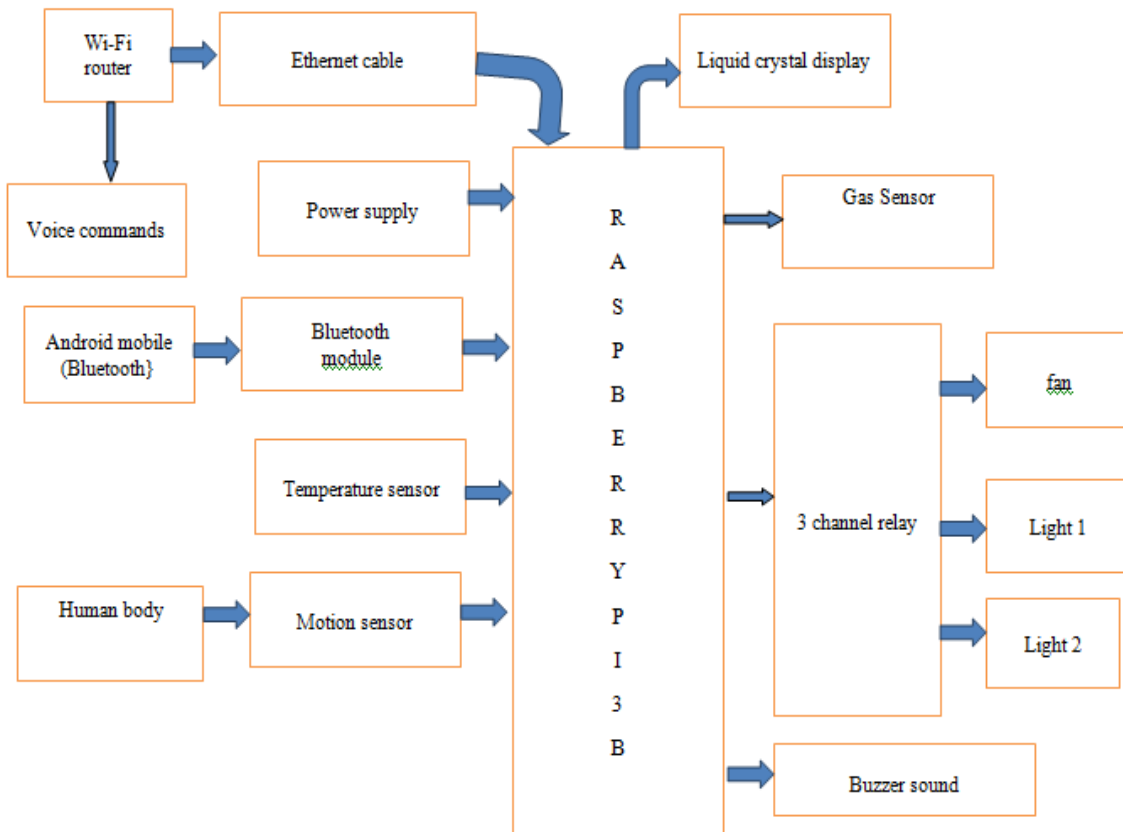 Wi-Fi
router
Ethernet cable
Liquid crystal display
Voice commands
Power supply
Gas Sensor
Android mobile
(Bluetooth}
Bluetooth
module
Temperature sensor
Human body
Motion sensor
R
A
S
P
B
E
R
R
Y
P
I
3
B
3 channel relay
fan
Light 1
Light 2
Buzzer sound